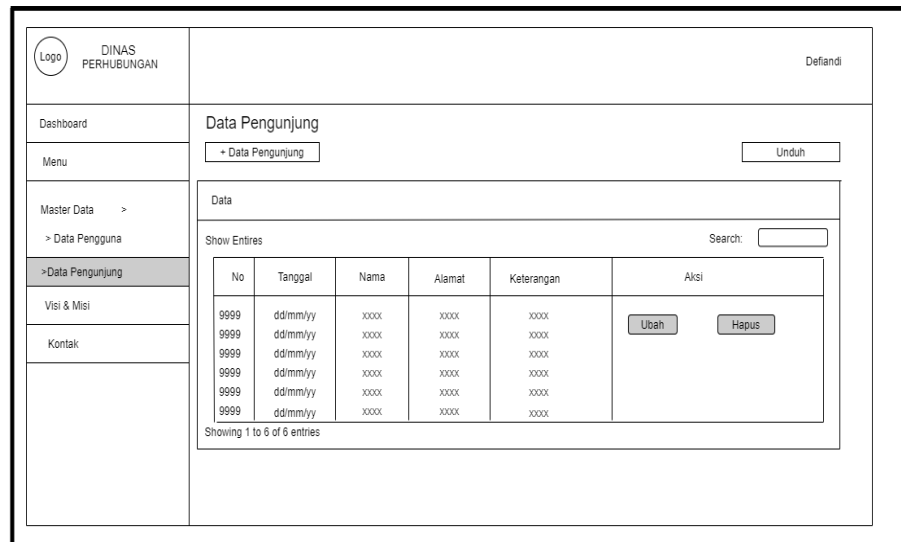 Logo
DINAS
PERHUBUNGAN
Defiandi
Dashboard
Menu
Master Data >
> Data Pengguna
>Data Pengunjung
Visi & Misi
Kontak
Data Pengunjung
+ Data Pengunjung
Unduh
Data
Show Entires
Search:
No Tanggal Nama Alamat Keterangan Aksi
9999 dd/mm/yy xxxx xxxx xxxx Ubah Hapus
9999 dd/mm/yy xxxx xxxx xxxx
9999 dd/mm/yy xxxx xxxx xxxx
9999 dd/mm/yy xxxx xxxx xxxx
9999 dd/mm/yy xxxx xxxx xxxx
9999 dd/mm/yy xxxx xxxx xxxx
Showing 1 to 6 of 6 entries